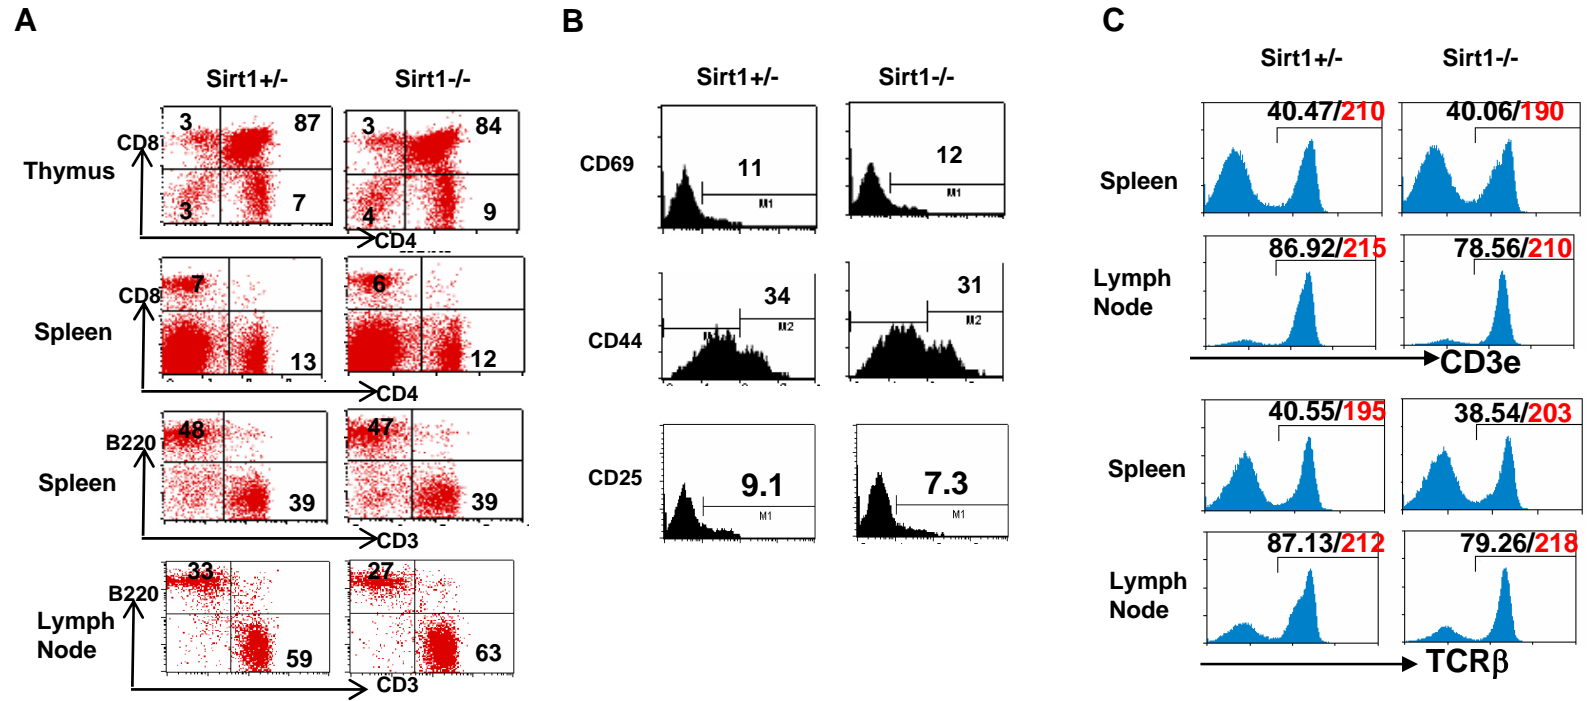 A
B
C
Sirt1+/-
Sirt1-/-
Sirt1+/-
Sirt1-/-
Sirt1+/-
Sirt1-/-
Thymus
CD8
3
87
3
7
3
84
4
9
CD4
Spleen
CD8
7
13
6
12
CD4
Spleen
B220
48
39
47
39
CD3
Lymph
Node
B220
33
59
27
63
CD3
CD69
11
M1
12
M1
CD44
34
M2
31
M2
CD25
9.1
M1
7.3
M1
Spleen
40.47/210
40.06/190
Lymph
Node
86.92/215
78.56/210
CD3e
Spleen
40.55/195
38.54/203
Lymph
Node
87.13/212
79.26/218
TCRβ